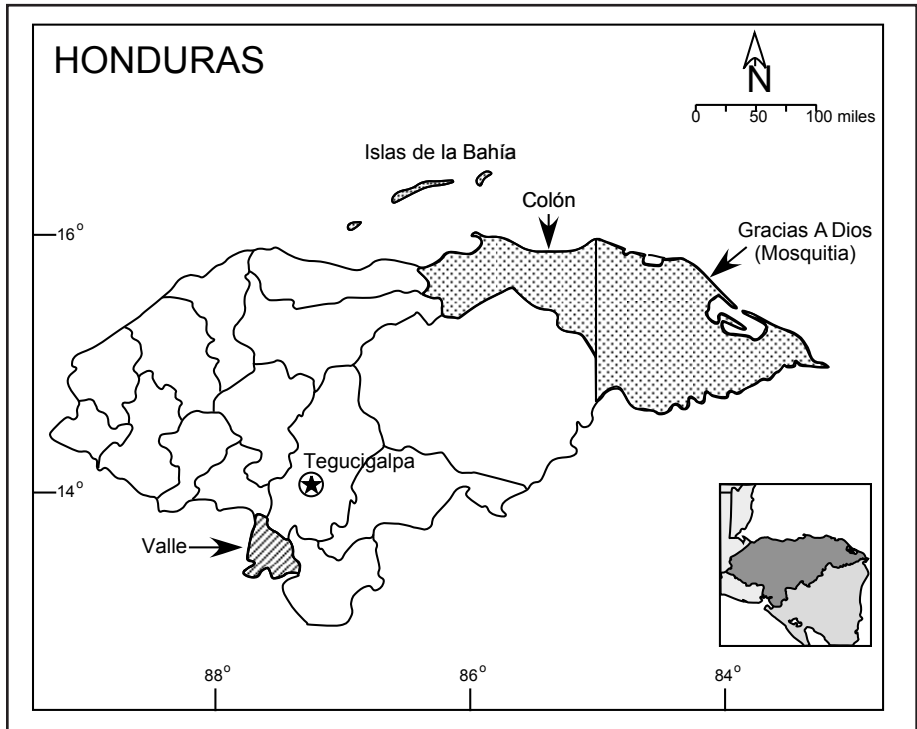 HONDURAS
N
0 50 100 miles
Islas de la Bahía
Colón
Gracias A Dios
(Mosquitia)
16°
Tegucigalpa
14°
Valle
88° 86° 84°